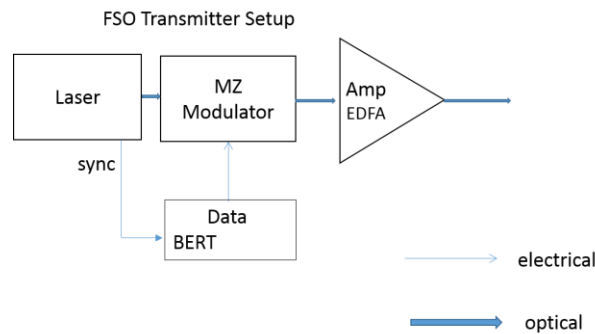 FSO Transmitter Setup
Laser
MZ
Modulator
Amp
EDFA
sync
Data
BERT
electrical
optical